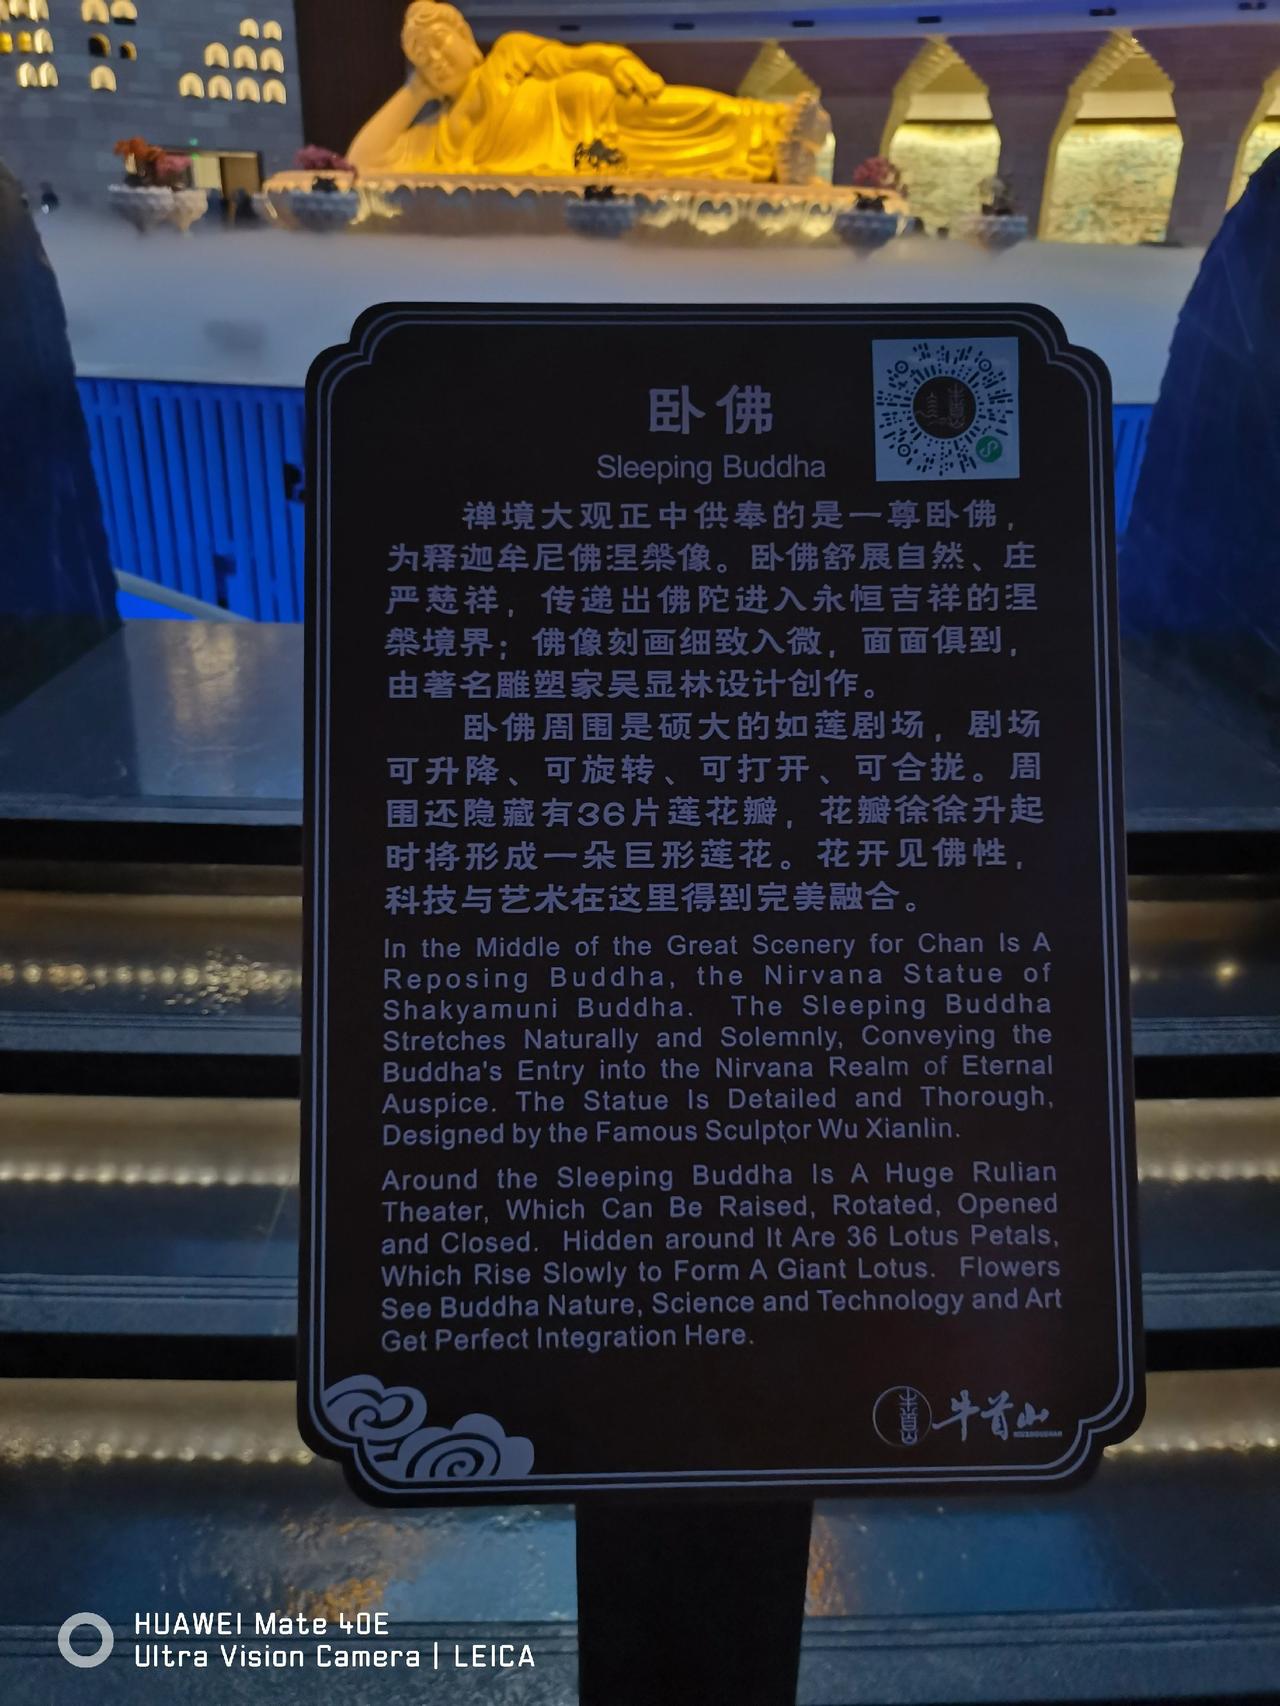 卧佛
Sleeping Buddha
禅境大观正中供奉的是一尊卧佛，
为释迦牟尼佛涅槃像。卧佛舒展自然、庄
严慈祥，传递出佛陀进入永恒吉祥的涅
槃境界；佛像刻画细致入微，面面俱到，
由著名雕塑家吴显林设计创作。
卧佛周围是硕大的如莲剧场，剧场
可升降、可旋转、可打开、可合拢。周
围还隐藏有36片莲花瓣，花瓣徐徐升起
时将形成一朵巨形莲花。花开见佛性，
科技与艺术在这里得到完美融合。
In the Middle of the Great Scenery for Chan Is A
Reposing Buddha, the Nirvana Statue of
Shakyamuni Buddha. The Sleeping Buddha
Stretches Naturally and Solemnly, Conveying the
Buddha's Entry into the Nirvana Realm of Eternal
Auspice. The Statue Is Detailed and Thorough,
Designed by the Famous Sculptor Wu Xianlin.
Around the Sleeping Buddha Is A Huge Rulian
Theater, Which Can Be Raised, Rotated, Opened
and Closed. Hidden around It Are 36 Lotus Petals,
Which Rise Slowly to Form A Giant Lotus. Flowers
See Buddha Nature, Science and Technology and Art
Get Perfect Integration Here.
牛首山
NIUSHOUSHAN
HUAWEI Mate 40E
Ultra Vision Camera | LEICA